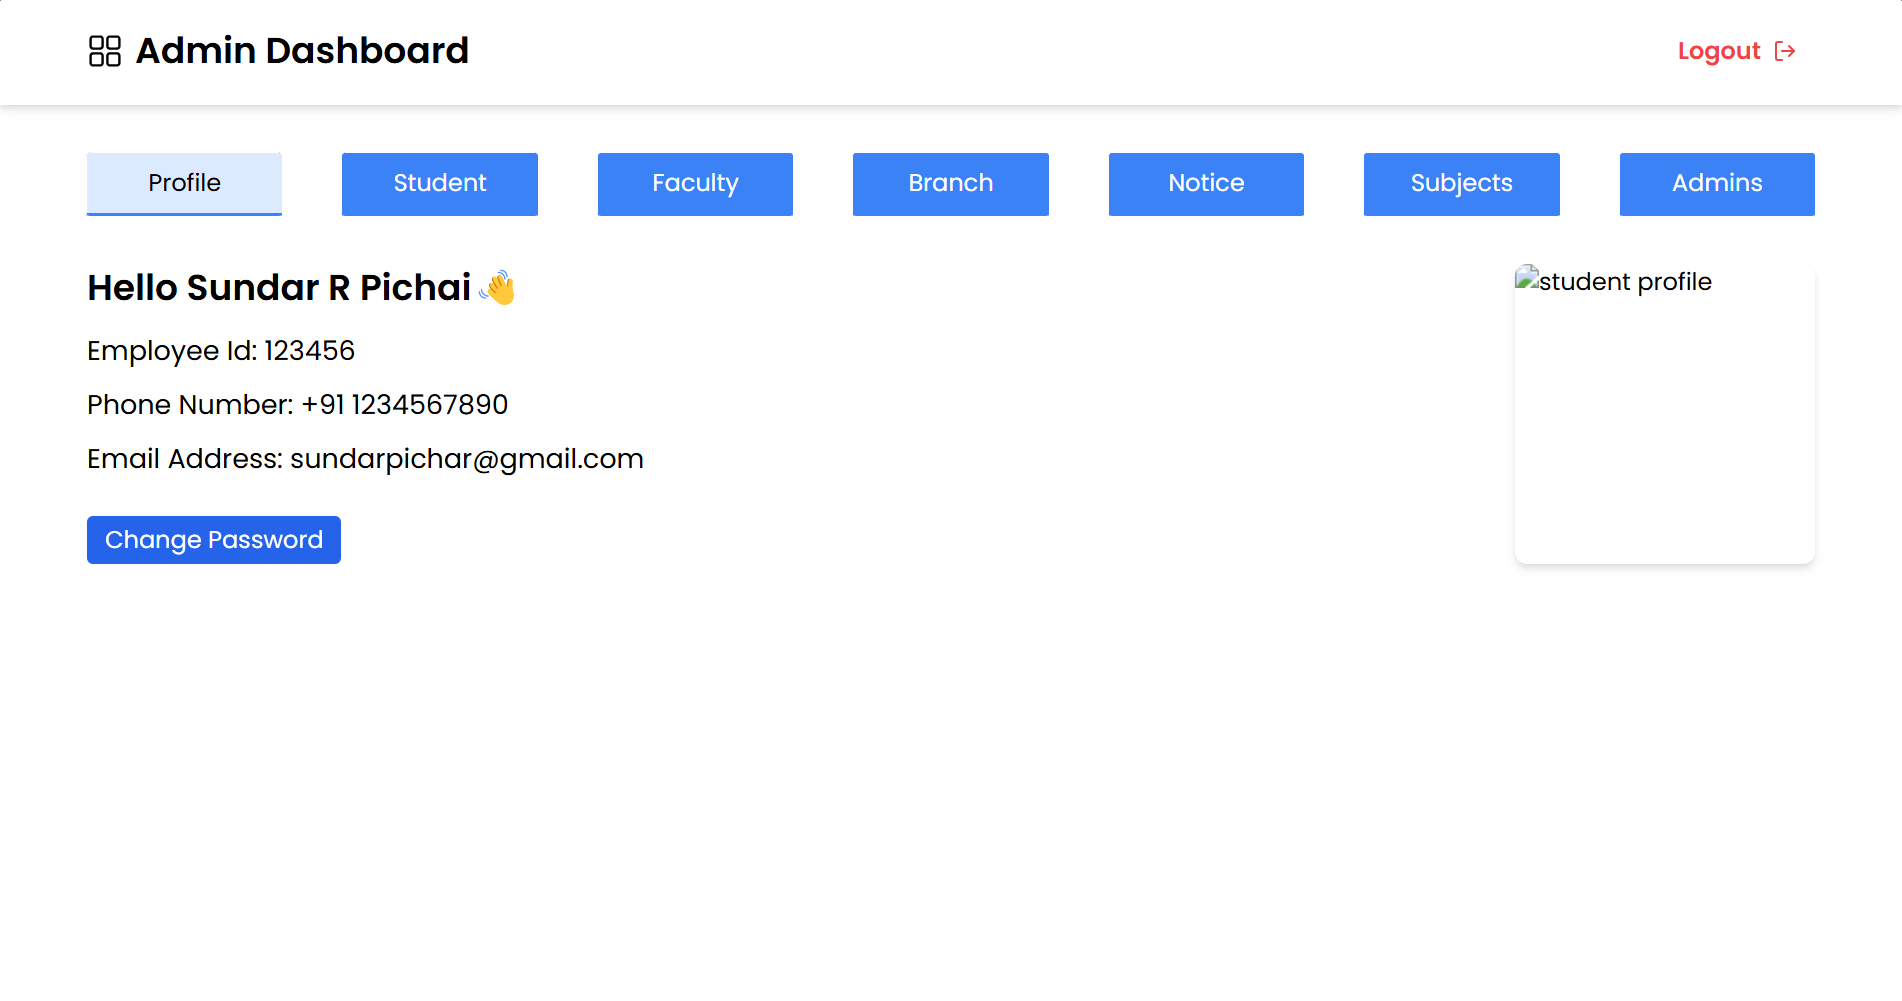 Admin Dashboard
Logout
Profile Student Faculty Branch Notice Subjects Admins
Hello Sundar R Pichai 👋
student profile
Employee Id: 123456
Phone Number: +91 1234567890
Email Address: sundarpichar@gmail.com
Change Password